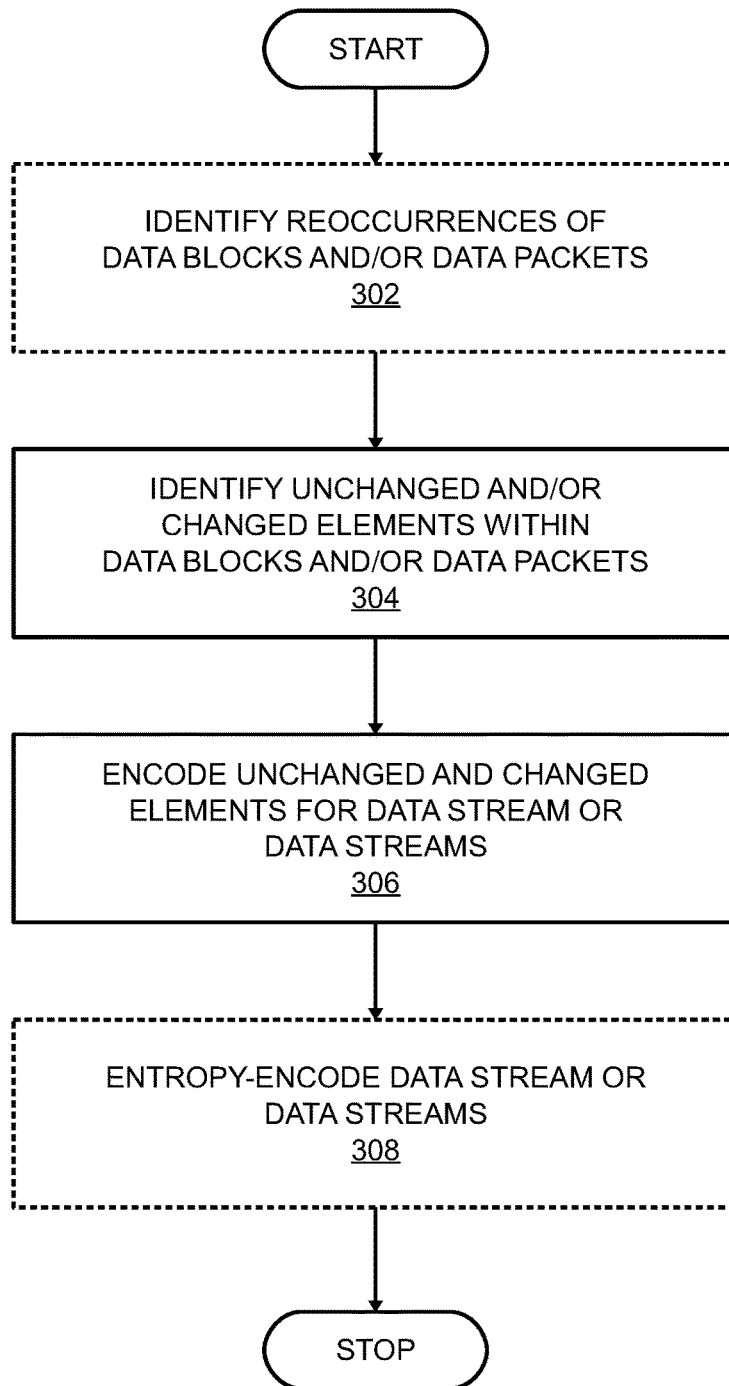 START
IDENTIFY REOCCURRENCES OF
DATA BLOCKS AND/OR DATA PACKETS
302
IDENTIFY UNCHANGED AND/OR
CHANGED ELEMENTS WITHIN
DATA BLOCKS AND/OR DATA PACKETS
304
ENCODE UNCHANGED AND CHANGED
ELEMENTS FOR DATA STREAM OR
DATA STREAMS
306
ENTROPY-ENCODE DATA STREAM OR
DATA STREAMS
308
STOP